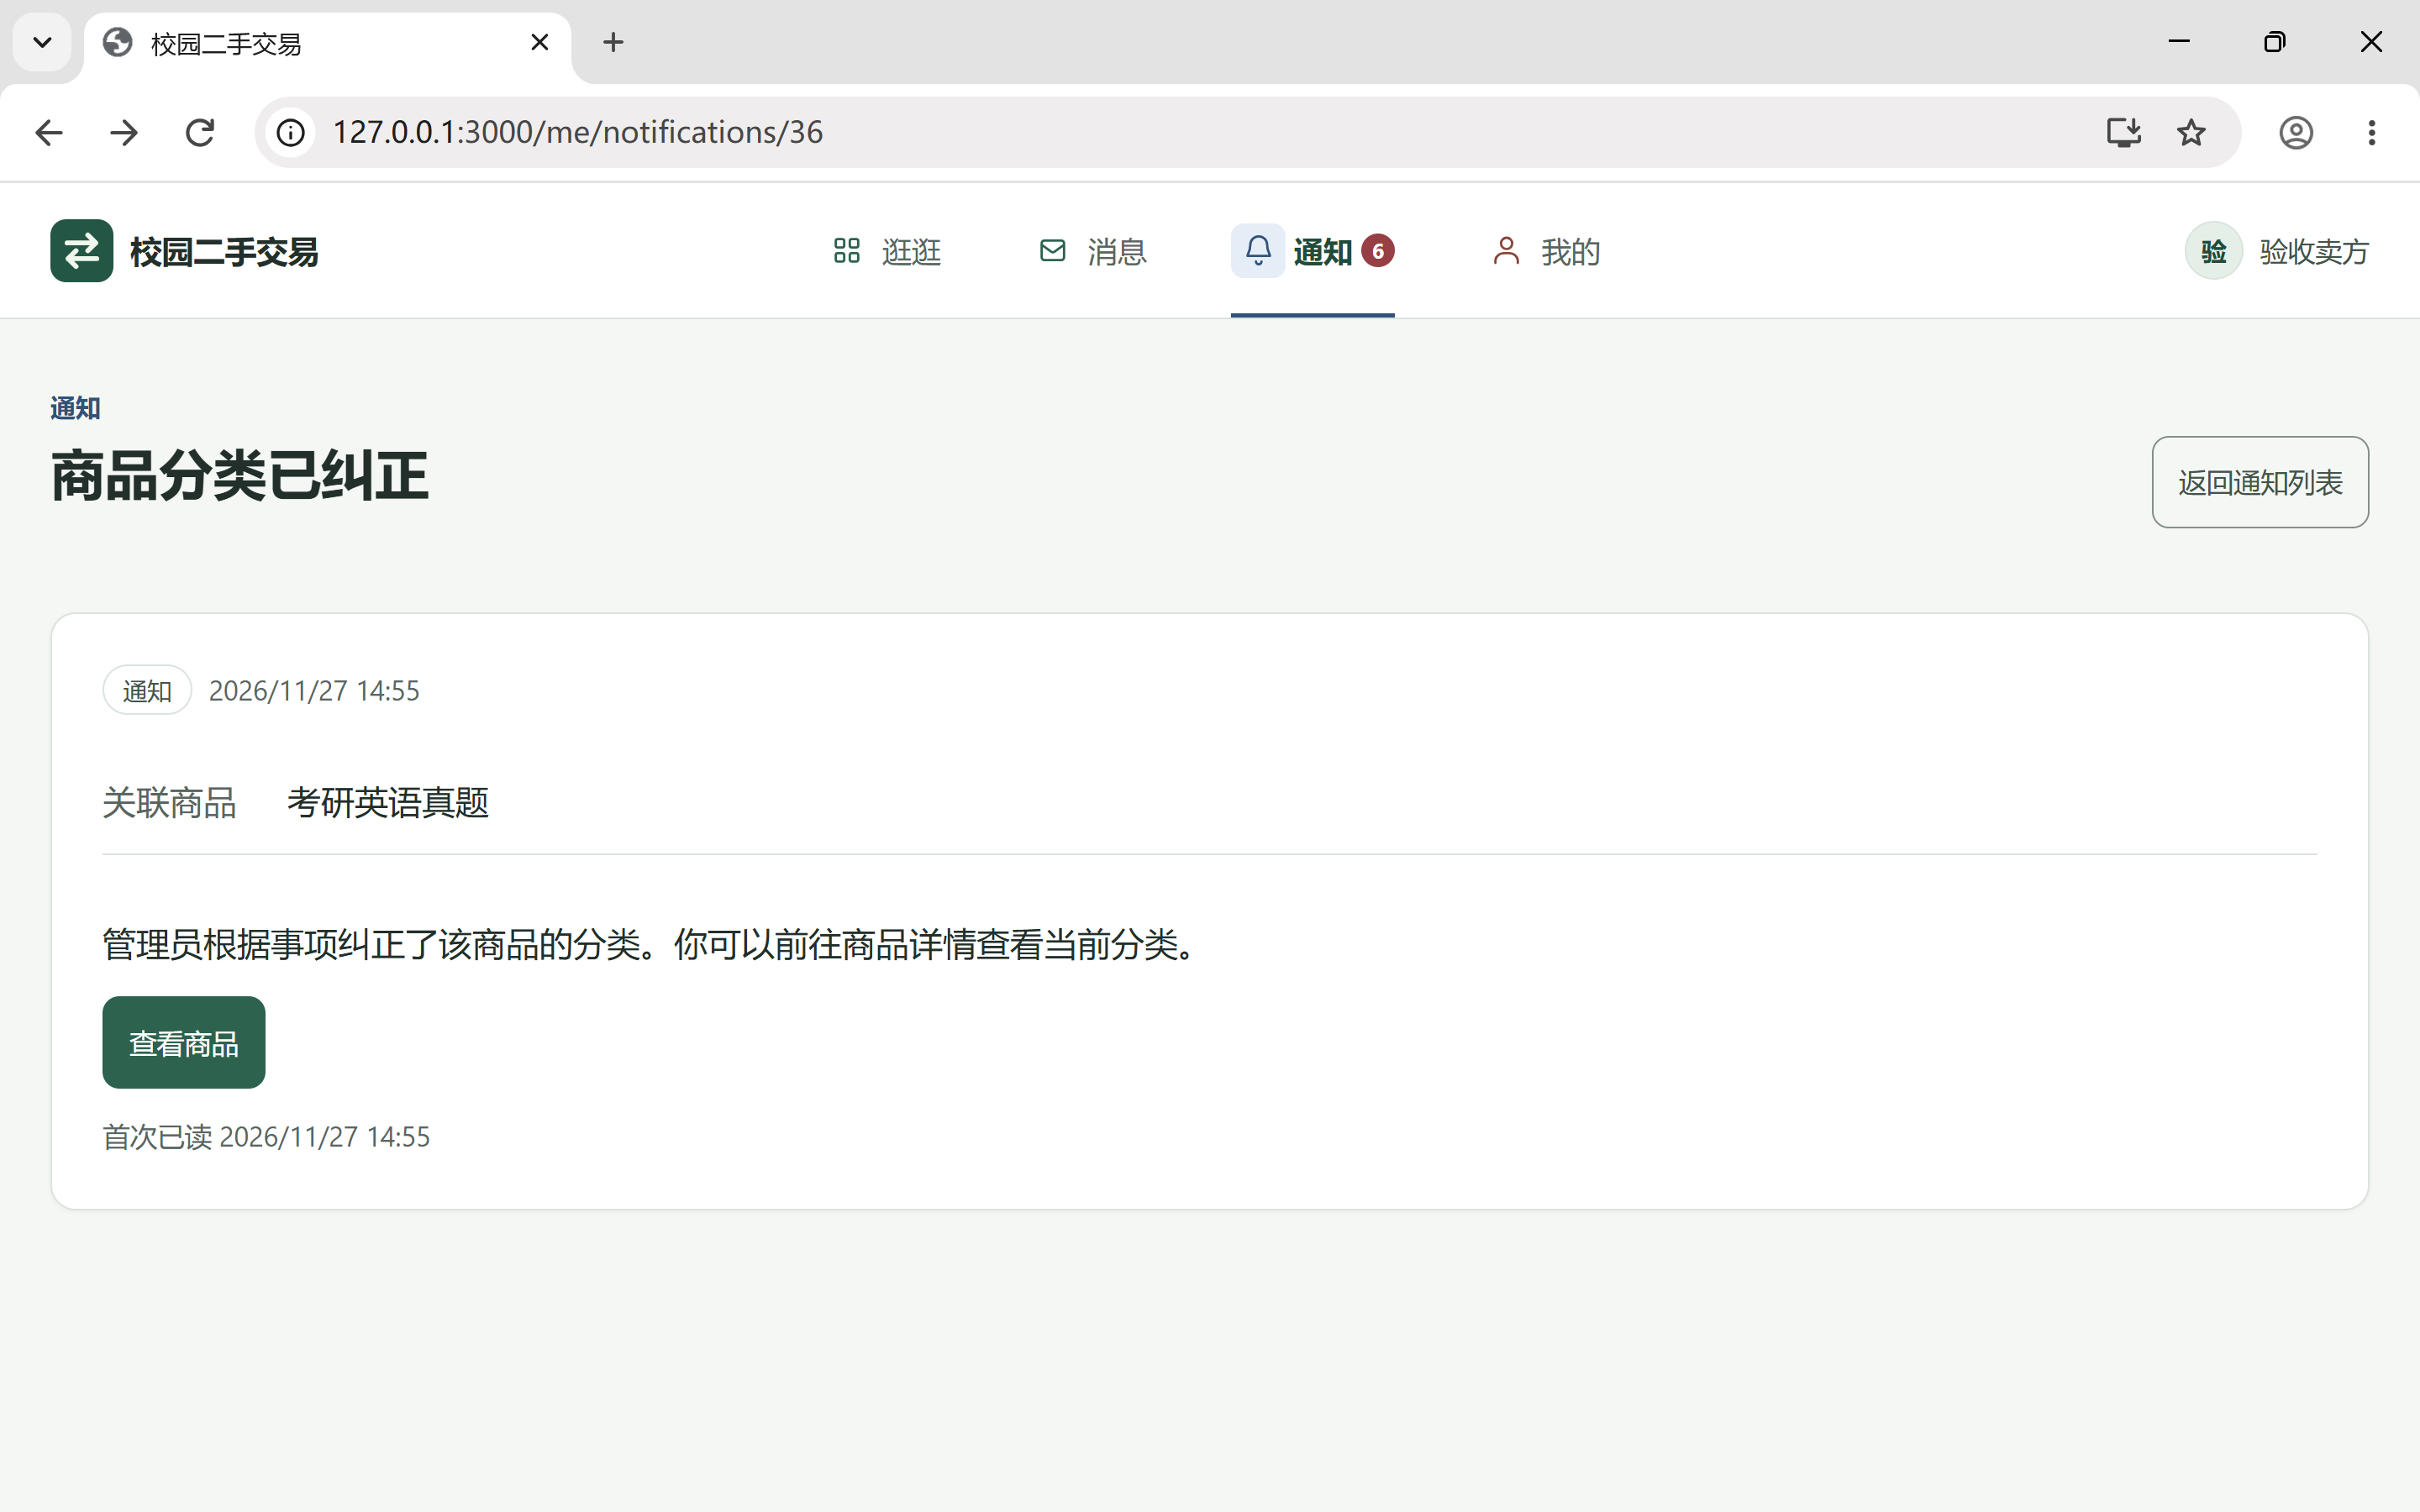 校园二手交易
127.0.0.1:3000/me/notifications/36
校园二手交易
逛逛
消息
通知 6
我的
验 验收卖方
通知
商品分类已纠正
返回通知列表
通知 2026/11/27 14:55
关联商品 考研英语真题
管理员根据事项纠正了该商品的分类。你可以前往商品详情查看当前分类。
查看商品
首次已读 2026/11/27 14:55